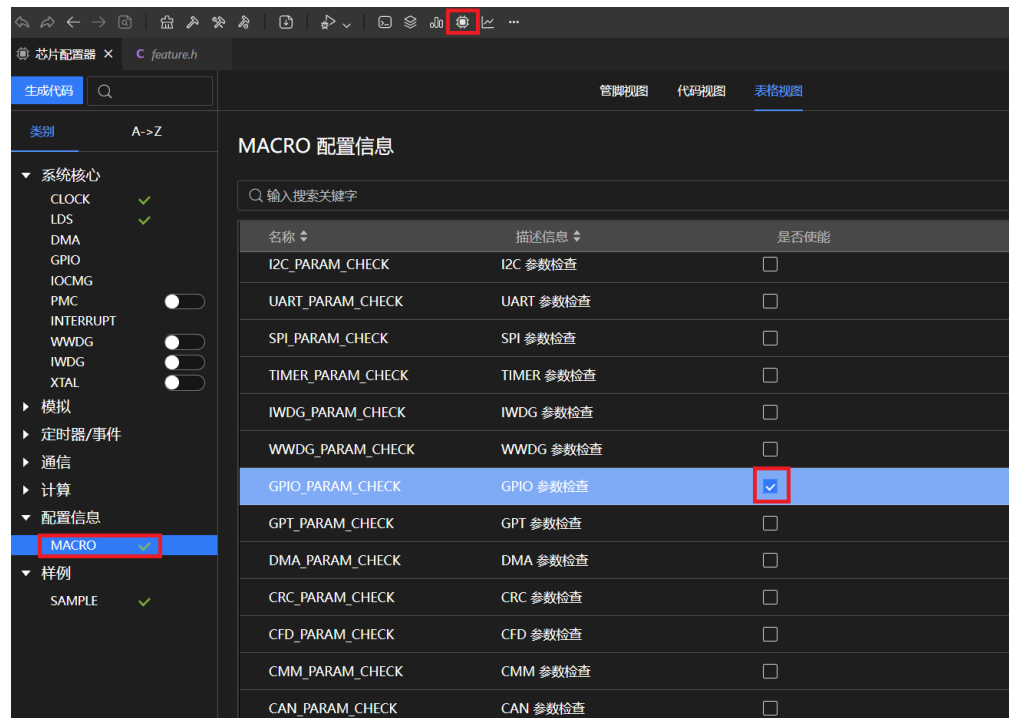 芯片配置器 C feature.h
生成代码 管脚视图 代码视图 表格视图
类别 A->Z
MACRO 配置信息
输入搜索关键字
系统核心
CLOCK
LDS
DMA
GPIO
IOCMG
PMC
INTERRUPT
WWDG
IWDG
XTAL
模拟
定时器/事件
通信
计算
配置信息
MACRO
样例
SAMPLE
名称 描述信息 是否使能
I2C_PARAM_CHECK I2C 参数检查
UART_PARAM_CHECK UART 参数检查
SPI_PARAM_CHECK SPI 参数检查
TIMER_PARAM_CHECK TIMER 参数检查
IWDG_PARAM_CHECK IWDG 参数检查
WWDG_PARAM_CHECK WWDG 参数检查
GPIO_PARAM_CHECK GPIO 参数检查
GPT_PARAM_CHECK GPT 参数检查
DMA_PARAM_CHECK DMA 参数检查
CRC_PARAM_CHECK CRC 参数检查
CFD_PARAM_CHECK CFD 参数检查
CMM_PARAM_CHECK CMM 参数检查
CAN_PARAM_CHECK CAN 参数检查